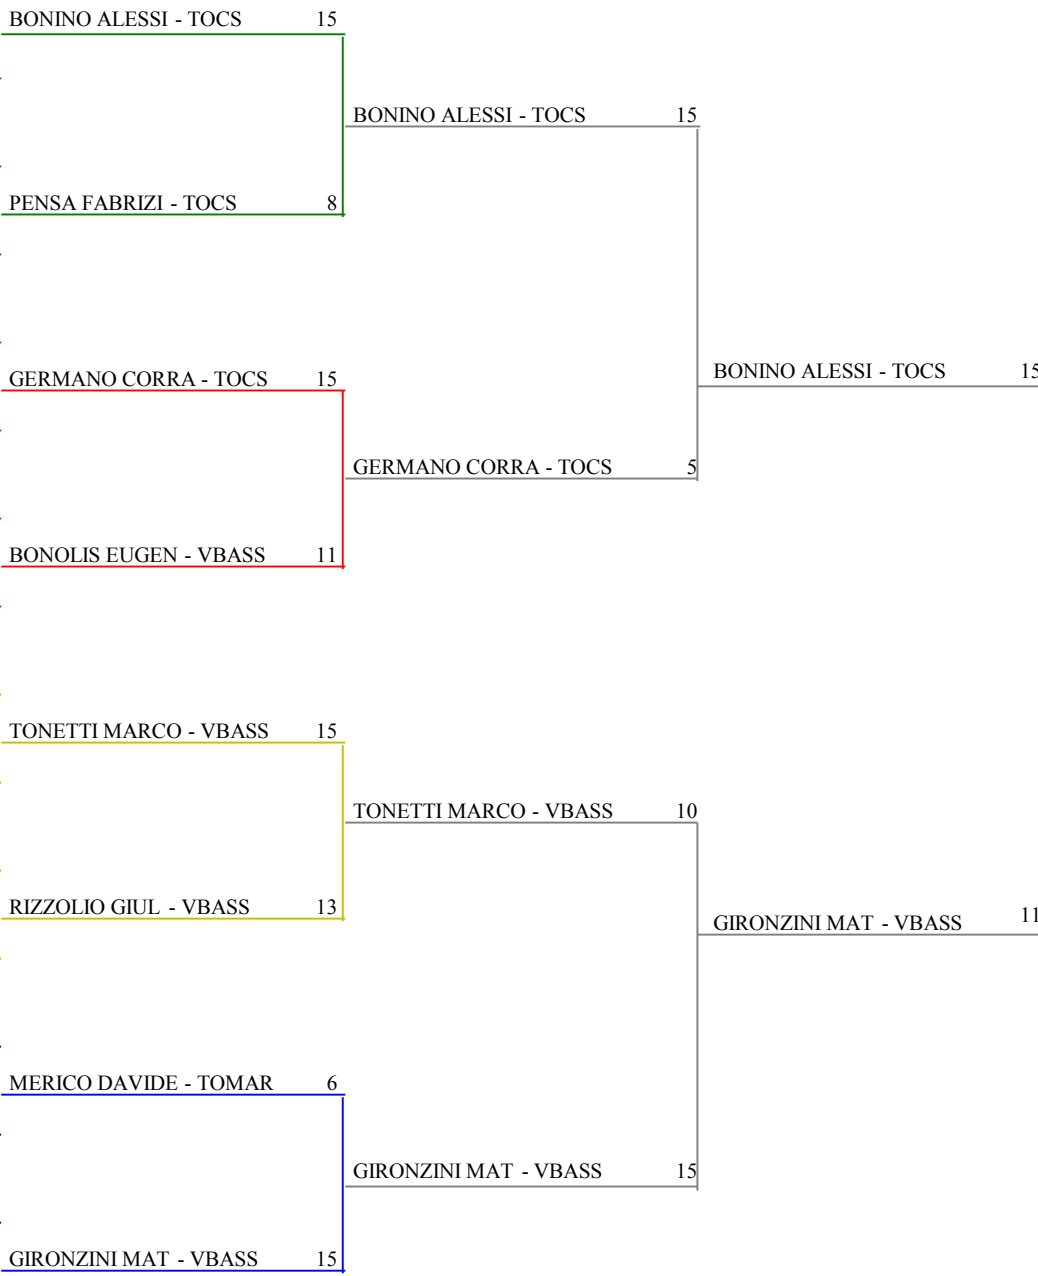 BONINO ALESSI - TOCS 15
BONINO ALESSI - TOCS 15
PENSA FABRIZI - TOCS 8
GERMANO CORRA - TOCS 15
BONINO ALESSI - TOCS 15
GERMANO CORRA - TOCS 5
BONOLIS EUGEN - VBASS 11
TONETTI MARCO - VBASS 15
TONETTI MARCO - VBASS 10
RIZZOLIO GIUL - VBASS 13
GIRONZINI MAT - VBASS 11
MERICO DAVIDE - TOMAR 6
GIRONZINI MAT - VBASS 15
GIRONZINI MAT - VBASS 15